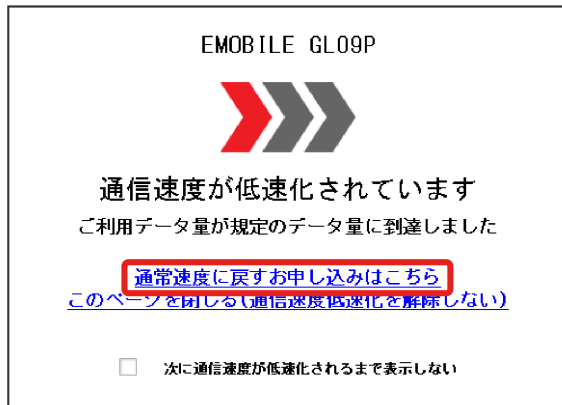 EMOBILE GL09P
通信速度が低速化されています
ご利用データ量が規定のデータ量に到達しました
通常速度に戻すお申し込みはこちら
このページを閉じる(通信速度低速化を解除しない)
次に通信速度が低速化されるまで表示しない